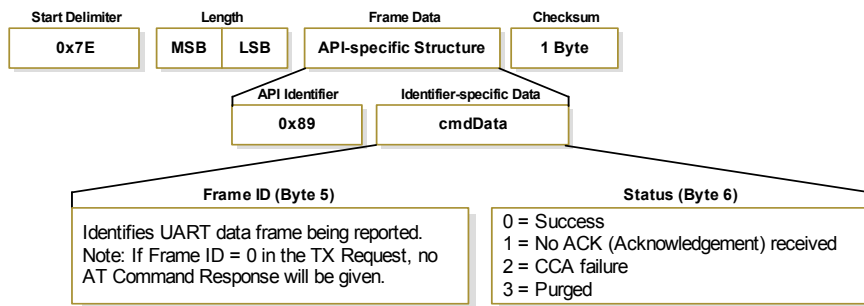 Start Delimiter
Length
Frame Data
Checksum
0x7E
MSB
LSB
API-specific Structure
1 Byte
API Identifier
Identifier-specific Data
0x89
cmdData
Frame ID (Byte 5)
Identifies UART data frame being reported.
Note: If Frame ID = 0 in the TX Request, no
AT Command Response will be given.
Status (Byte 6)
0 = Success
1 = No ACK (Acknowledgement) received
2 = CCA failure
3 = Purged